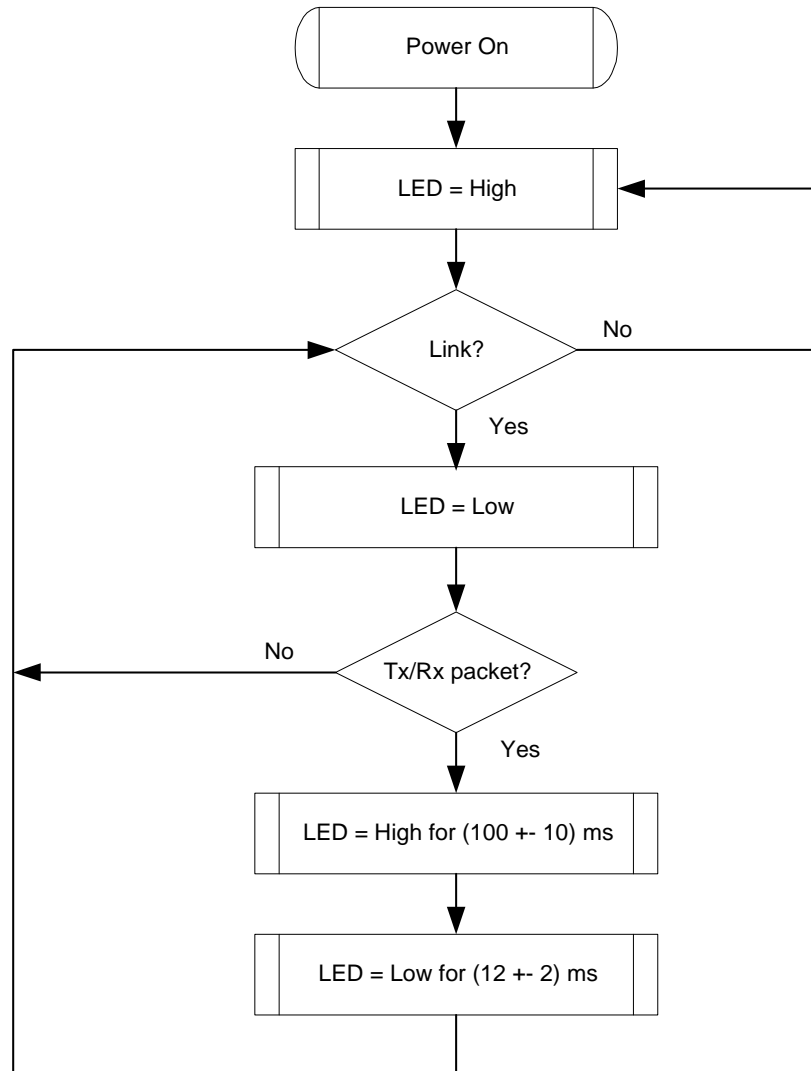 Power On
LED = High
Link?
No
Yes
LED = Low
No
Tx/Rx packet?
Yes
LED = High for (100 +- 10) ms
LED = Low for (12 +- 2) ms